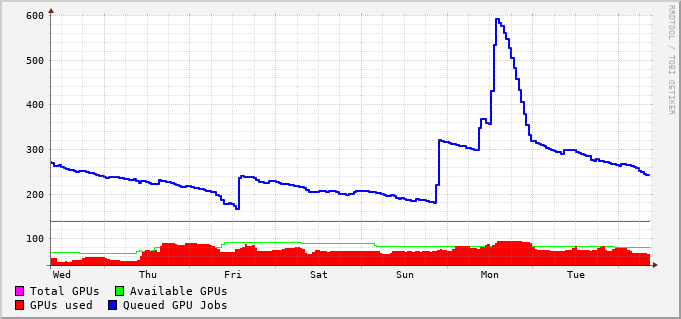 600
500
400
300
200
100
Wed Thu Fri Sat Sun Mon Tue
Total GPUs Available GPUs
GPUs used Queued GPU Jobs
RRDTOOL / TOBI OETIKER